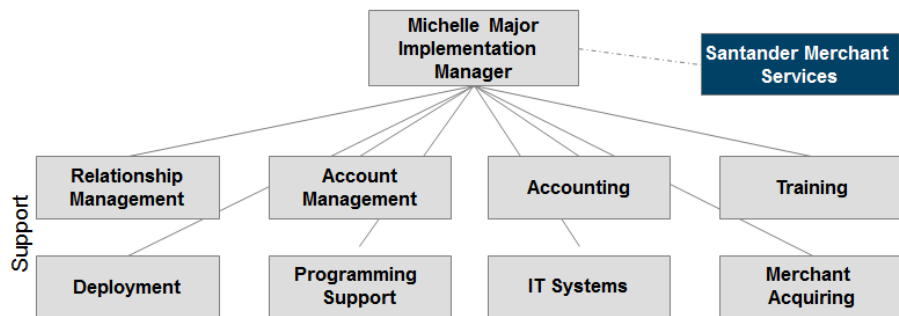 Michelle Major
Implementation
Manager
Santander Merchant
Services
Relationship
Management
Account
Management
Accounting
Training
Support
Deployment
Programming
Support
IT Systems
Merchant
Acquiring